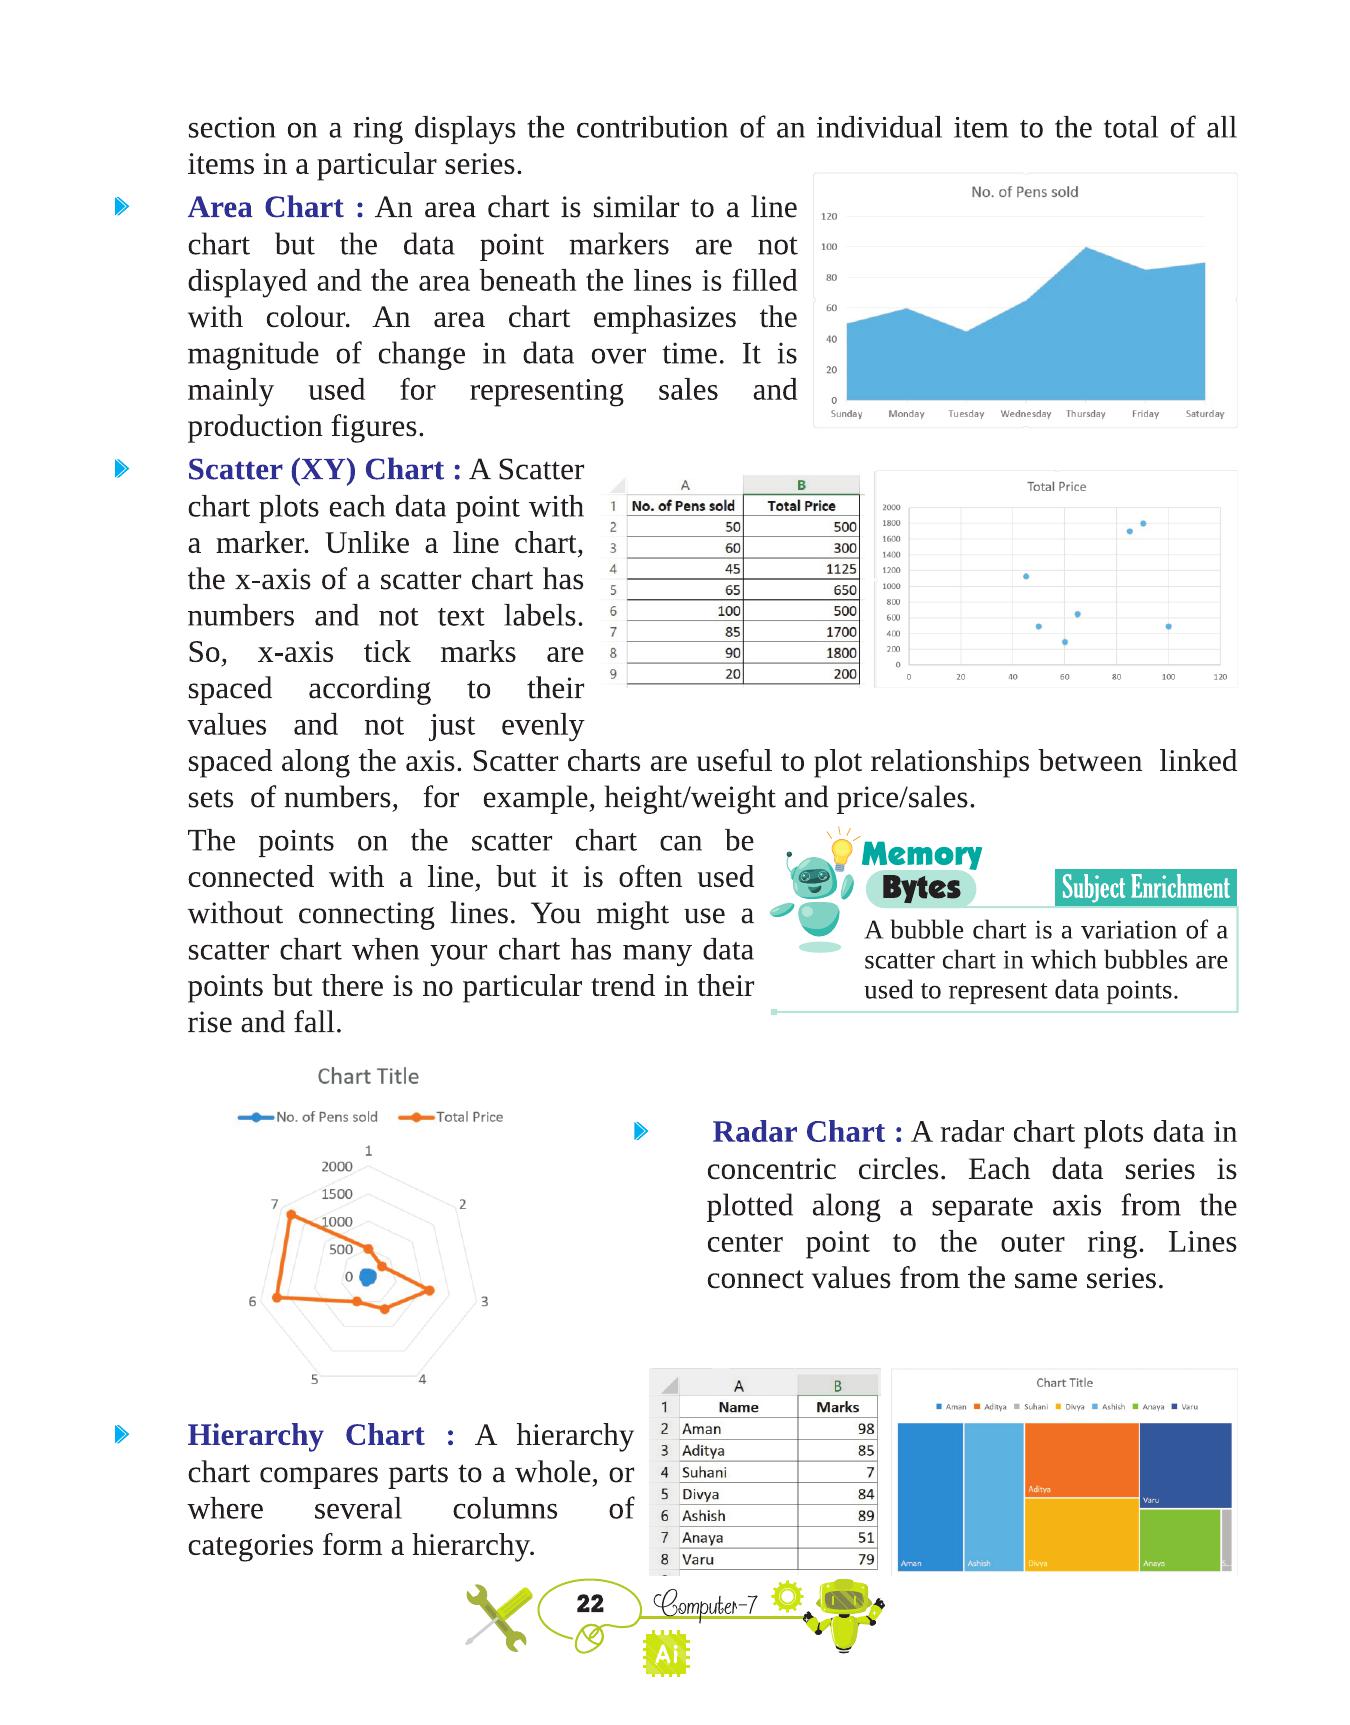 section on a ring displays the contribution of an individual item to the total of all
items in a particular series.
Area Chart : An area chart is similar to a line
chart but the data point markers are not
displayed and the area beneath the lines is filled
with colour. An area chart emphasizes the
magnitude of change in data over time. It is
mainly used for representing sales and
production figures.
No. of Pens sold
120
100
80
60
40
20
0
Sunday Monday Tuesday Wednesday Thursday Friday Saturday
Scatter (XY) Chart : A Scatter
chart plots each data point with
a marker. Unlike a line chart,
the x-axis of a scatter chart has
numbers and not text labels.
So, x-axis tick marks are
spaced according to their
values and not just evenly
spaced along the axis. Scatter charts are useful to plot relationships between linked
sets of numbers, for example, height/weight and price/sales.
A B
1 No. of Pens sold Total Price
2 50 500
3 60 300
4 45 1125
5 65 650
6 100 500
7 85 1700
8 90 1800
9 20 200
Total Price
2000
1800
1600
1400
1200
1000
800
600
400
200
0
0 20 40 60 80 100 120
The points on the scatter chart can be
connected with a line, but it is often used
without connecting lines. You might use a
scatter chart when your chart has many data
points but there is no particular trend in their
rise and fall.
Memory
Bytes
Subject Enrichment
A bubble chart is a variation of a
scatter chart in which bubbles are
used to represent data points.
Chart Title
No. of Pens sold Total Price
1
2000
1500
1000
500
0
7
2
6
3
5
4
Radar Chart : A radar chart plots data in
concentric circles. Each data series is
plotted along a separate axis from the
center point to the outer ring. Lines
connect values from the same series.
Hierarchy Chart : A hierarchy
chart compares parts to a whole, or
where several columns of
categories form a hierarchy.
A B
1 Name Marks
2 Aman 98
3 Aditya 85
4 Suhani 7
5 Divya 84
6 Ashish 89
7 Anaya 51
8 Varu 79
Chart Title
Aman Aditya Suhani Divya Ashish Anaya Varu
Aditya
Varu
Aman Ashish Divya Anaya S...
22
Computer-7
Ai